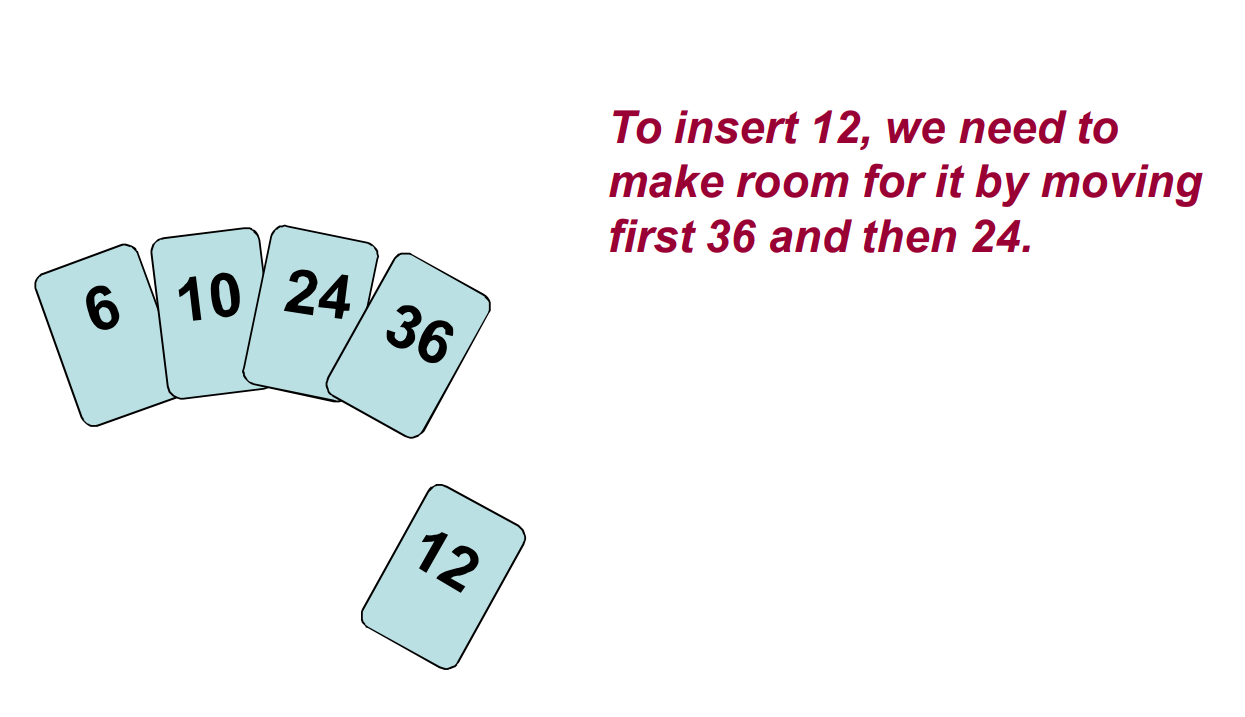 To insert 12, we need to
make room for it by moving
first 36 and then 24.
6
10
24
36
12